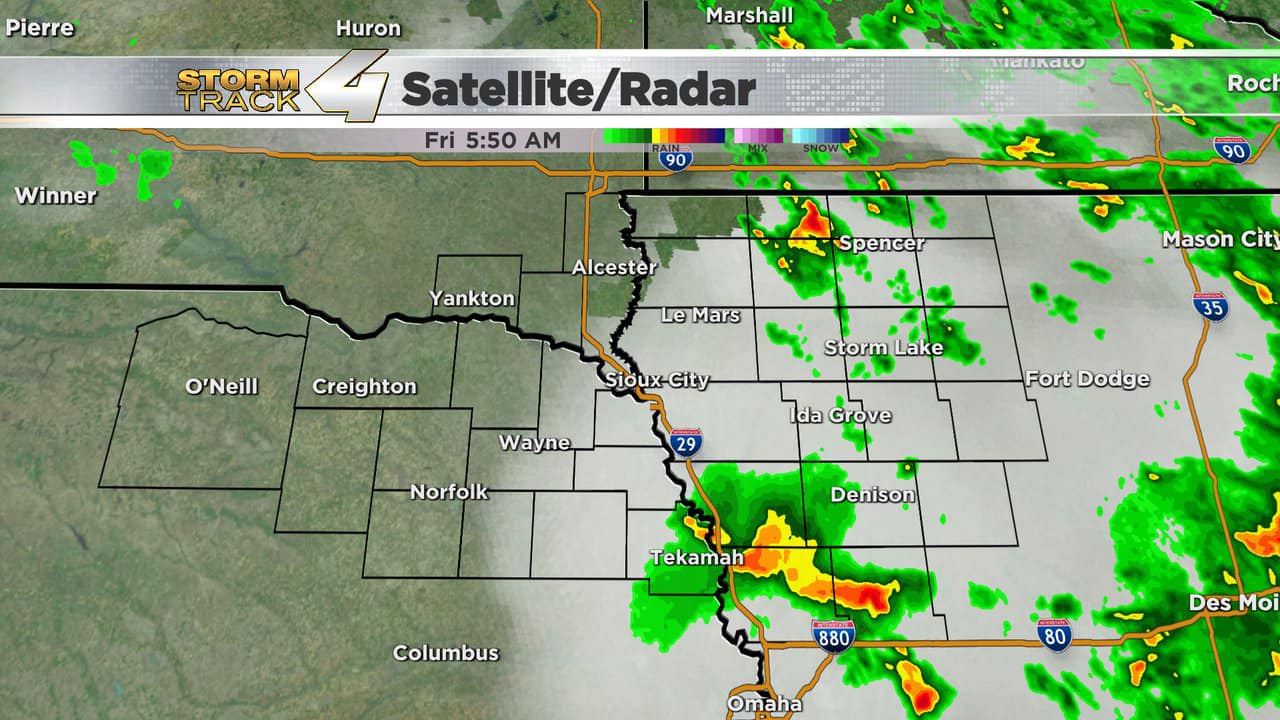 Pierre
Huron
Marshall
STORM
TRACK
4
Satellite/Radar
Mankato
Roch
Fri 5:50 AM
RAIN
MIX
SNOW
90
90
Winner
Spencer
Mason City
Alcester
Yankton
35
Le Mars
Storm Lake
Sioux City
Fort Dodge
O'Neill
Creighton
Ida Grove
Wayne
29
Norfolk
Denison
Tekamah
Des Moi
880
80
Columbus
Omaha